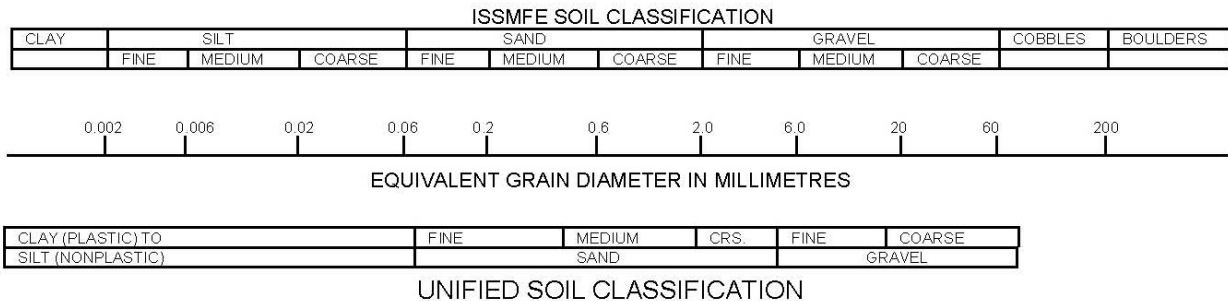 ISSMFE SOIL CLASSIFICATION
CLAY SILT SAND GRAVEL COBBLES BOULDERS
FINE MEDIUM COARSE FINE MEDIUM COARSE FINE MEDIUM COARSE
0.002 0.006 0.02 0.06 0.2 0.6 2.0 6.0 20 60 200
EQUIVALENT GRAIN DIAMETER IN MILLIMETRES
CLAY (PLASTIC) TO FINE MEDIUM CRS. FINE COARSE
SILT (NONPLASTIC) SAND GRAVEL
UNIFIED SOIL CLASSIFICATION